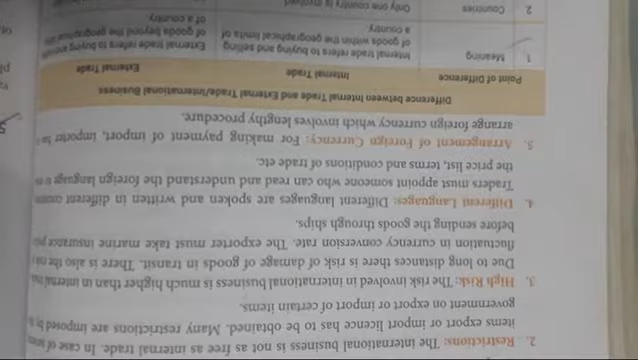 2. Restrictions: The international business is not as free as internal trade. In case of
items export or import licence has to be obtained. Many restrictions are imposed
government on export or import of certain items.
3. High Risk: The risk involved in international business is much higher than in internal
Due to long distances there is risk of damage of goods in transit. There is also
fluctuation in currency conversion rate. The exporter must take marine insurance
before sending the goods through ships.
4. Different Languages: Different languages are spoken and written in different
Traders must appoint someone who can read and understand the foreign language
the price list, terms and conditions of trade etc.
5. Arrangement of Foreign Currency: For making payment of import, importer
arrange foreign currency which involves lengthy procedure.
Difference between Internal Trade and External Trade/International Business
Point of Difference Internal Trade External Trade
1 Meaning Internal trade refers to buying and selling External trade refers to buying
of goods within the geographical limits of of goods beyond the geographical
a country. of a country.
2 Countries Only one country is involved